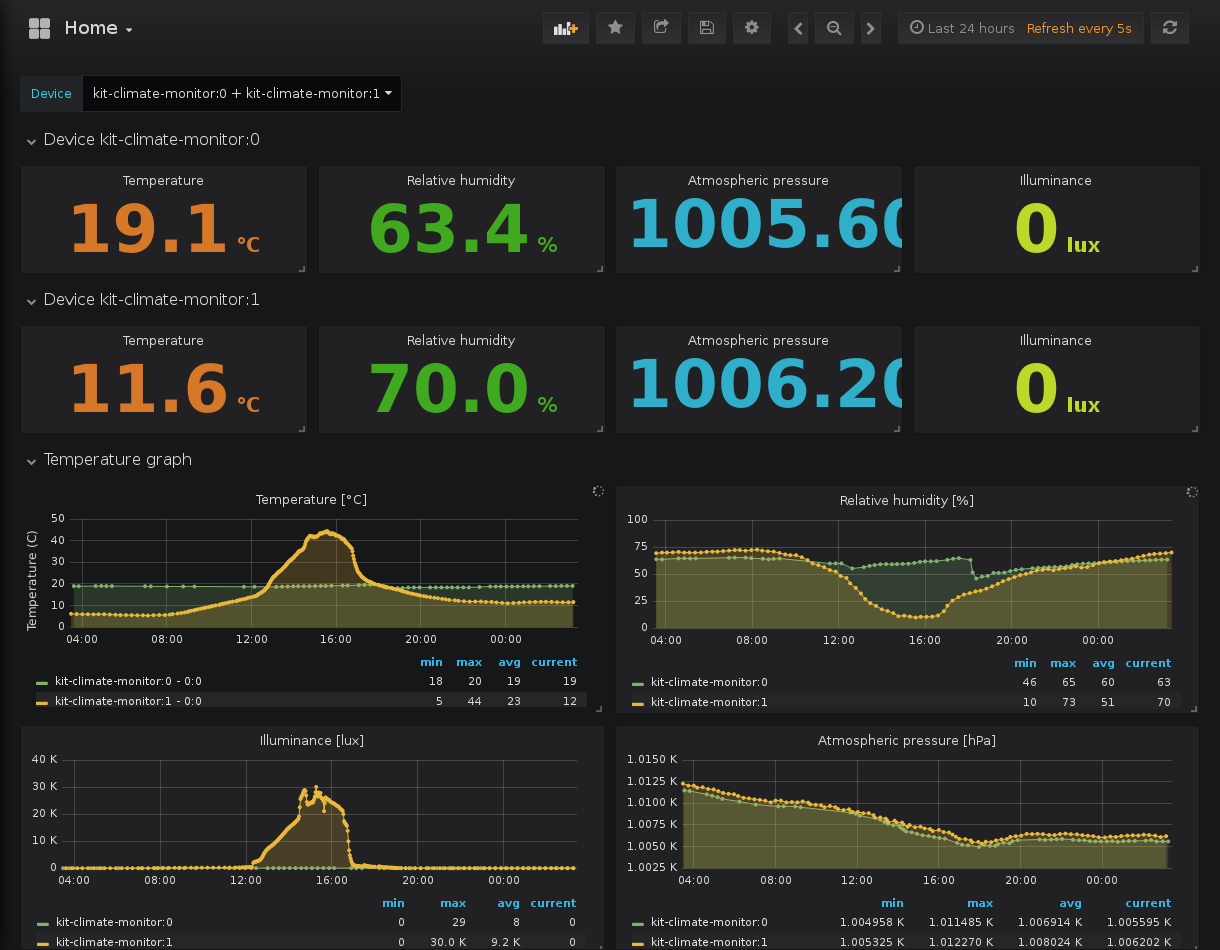 Home
Last 24 hours Refresh every 5s
Device kit-climate-monitor:0 + kit-climate-monitor:1
Device kit-climate-monitor:0
Temperature Relative humidity Atmospheric pressure Illuminance
19.1 °C 63.4 % 1005.60 0 lux
Device kit-climate-monitor:1
Temperature Relative humidity Atmospheric pressure Illuminance
11.6 °C 70.0 % 1006.20 0 lux
Temperature graph
Temperature [°C]
Temperature (C)
50
40
30
20
10
0
04:00 08:00 12:00 16:00 20:00 00:00
min max avg current
kit-climate-monitor:0 - 0:0 18 20 19 19
kit-climate-monitor:1 - 0:0 5 44 23 12
Relative humidity [%]
100
75
50
25
0
04:00 08:00 12:00 16:00 20:00 00:00
min max avg current
kit-climate-monitor:0 46 65 60 63
kit-climate-monitor:1 10 73 51 70
Illuminance [lux]
40 K
30 K
20 K
10 K
0
04:00 08:00 12:00 16:00 20:00 00:00
min max avg current
kit-climate-monitor:0 0 29 8 0
kit-climate-monitor:1 0 30.0 K 9.2 K 0
Atmospheric pressure [hPa]
1.0150 K
1.0125 K
1.0100 K
1.0075 K
1.0050 K
1.0025 K
04:00 08:00 12:00 16:00 20:00 00:00
min max avg current
kit-climate-monitor:0 1.004958 K 1.011485 K 1.006914 K 1.005595 K
kit-climate-monitor:1 1.005325 K 1.012270 K 1.008024 K 1.006202 K